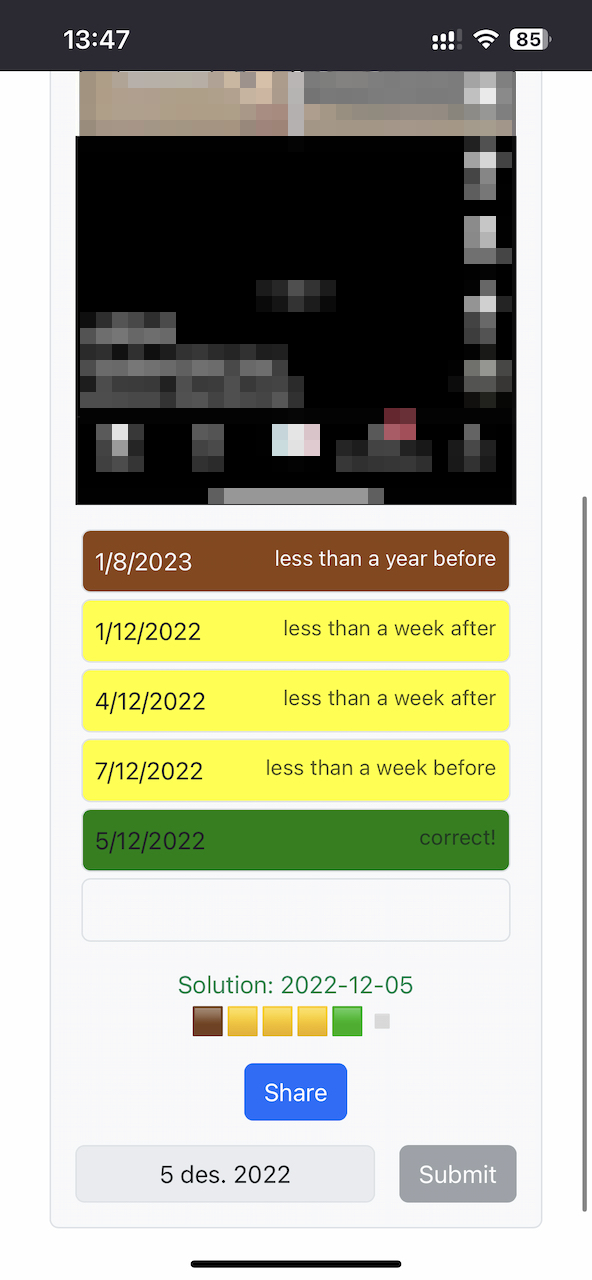 13:47
85
1/8/2023 less than a year before
1/12/2022 less than a week after
4/12/2022 less than a week after
7/12/2022 less than a week before
5/12/2022 correct!
Solution: 2022-12-05
Share
5 des. 2022 Submit